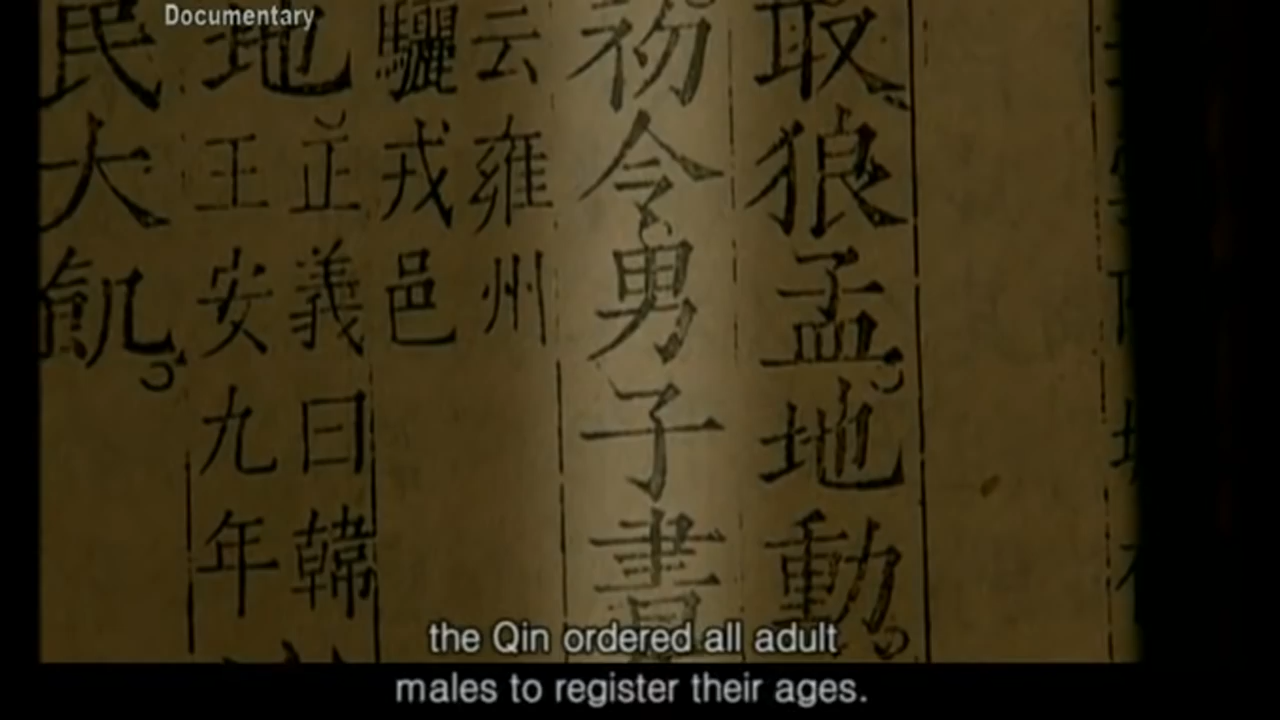 Documentary
取狼孟。地動。
初令男子書
云雍州
驪戎邑
地
正義曰韓
王安九年
民大飢。
the Qin ordered all adult
males to register their ages.